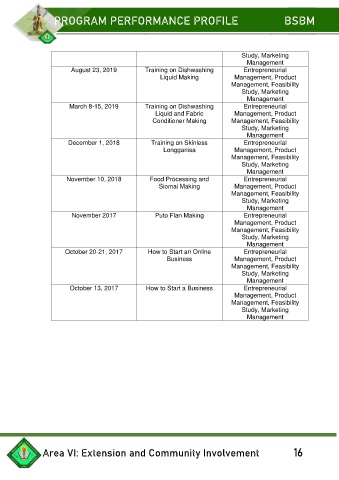 PROGRAM PERFORMANCE PROFILE BSBM
Study, Marketing
Management
August 23, 2019 Training on Dishwashing Entrepreneurial
Liquid Making Management, Product
Management, Feasibility
Study, Marketing
Management
March 8-15, 2019 Training on Dishwashing Entrepreneurial
Liquid and Fabric Management, Product
Conditioner Making Management, Feasibility
Study, Marketing
Management
December 1, 2018 Training on Skinless Entrepreneurial
Longganisa Management, Product
Management, Feasibility
Study, Marketing
Management
November 10, 2018 Food Processing and Entrepreneurial
Siomai Making Management, Product
Management, Feasibility
Study, Marketing
Management
November 2017 Puto Flan Making Entrepreneurial
Management, Product
Management, Feasibility
Study, Marketing
Management
October 20-21, 2017 How to Start an Online Entrepreneurial
Business Management, Product
Management, Feasibility
Study, Marketing
Management
October 13, 2017 How to Start a Business Entrepreneurial
Management, Product
Management, Feasibility
Study, Marketing
Management
Area VI: Extension and Community Involvement 16